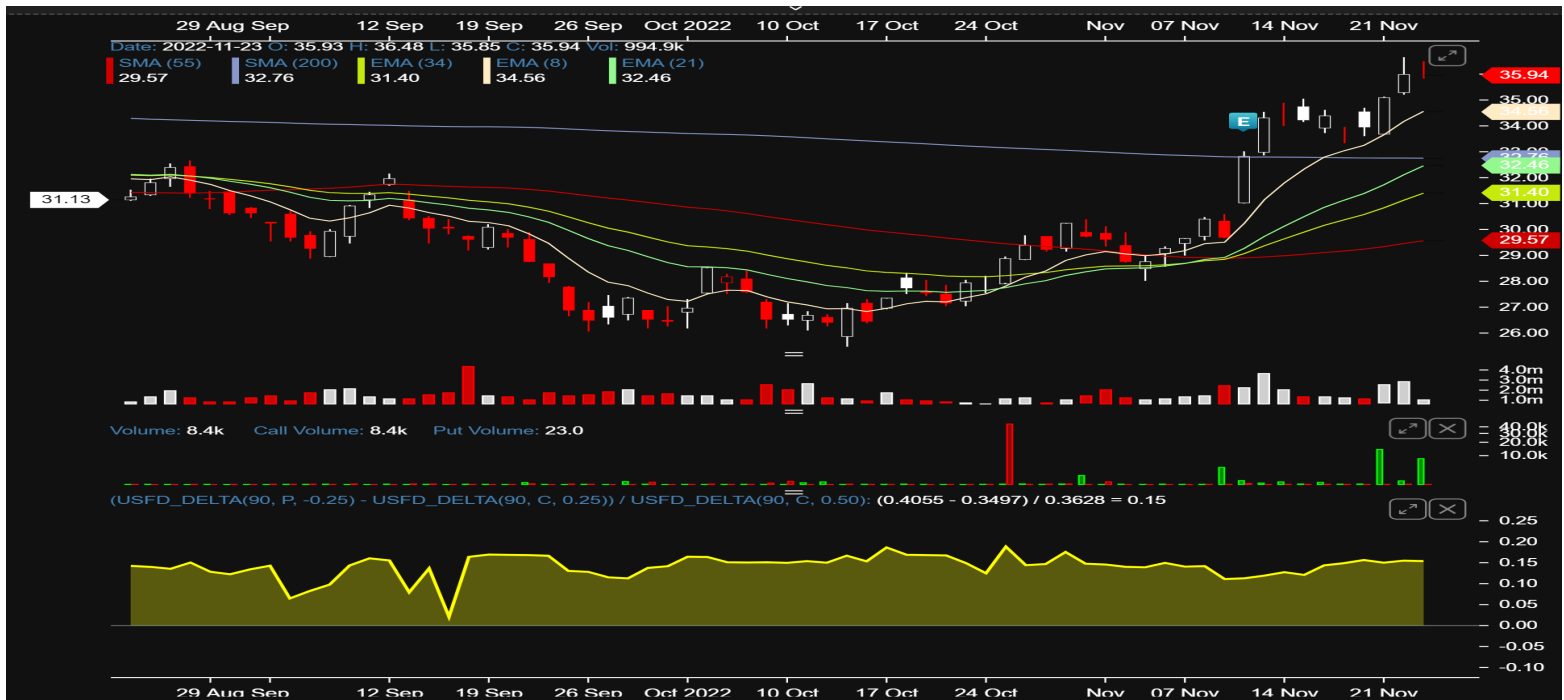 29 Aug Sep 12 Sep 19 Sep 26 Sep Oct 2022 10 Oct 17 Oct 24 Oct Nov 07 Nov 14 Nov 21 Nov
Date: 2022-11-23 O: 35.93 H: 36.48 L: 35.85 C: 35.94 Vol: 994.9k
SMA (55) SMA (200) EMA (34) EMA (8) EMA (21)
29.57 32.76 31.40 34.56 32.46
35.94
35.00
34.56
34.00
33.00
32.76
32.46
32.00
31.13
31.40
31.00
30.00
29.57
29.00
28.00
27.00
26.00
E
4.0m
3.0m
2.0m
1.0m
Volume: 8.4k Call Volume: 8.4k Put Volume: 23.0
40.0k
30.0k
20.0k
10.0k
(USFD_DELTA(90, P, -0.25) - USFD_DELTA(90, C, 0.25)) / USFD_DELTA(90, C, 0.50): (0.4055 - 0.3497) / 0.3628 = 0.15
0.25
0.20
0.15
0.10
0.05
0.00
-0.05
-0.10
29 Aug Sep 12 Sep 19 Sep 26 Sep Oct 2022 10 Oct 17 Oct 24 Oct Nov 07 Nov 14 Nov 21 Nov